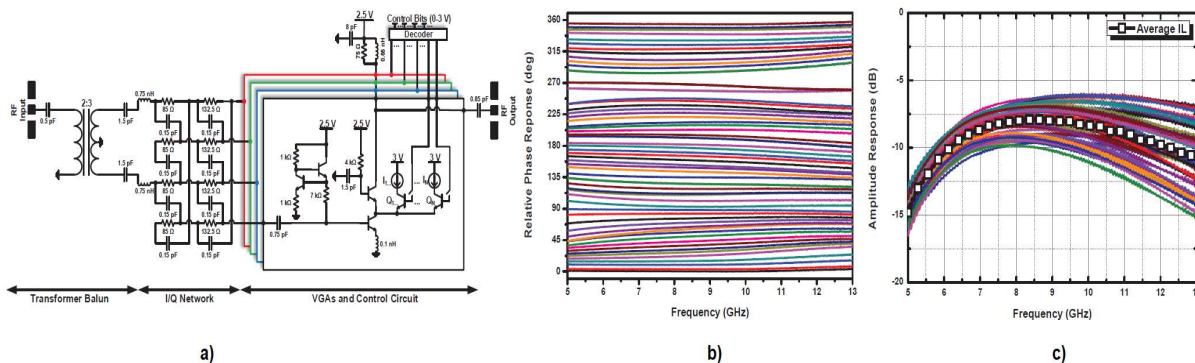 2.5 V
8 pF
75 Ω
0.68 nH
Control Bits (0-3 V)
Decoder
... ...
RF
Input
0.5 pF
2:3
1.5 pF
1.5 pF
0.75 nH
0.75 nH
85 Ω
132.5 Ω
0.15 pF
0.15 pF
85 Ω
132.5 Ω
0.15 pF
0.15 pF
85 Ω
132.5 Ω
0.15 pF
0.15 pF
85 Ω
132.5 Ω
0.15 pF
0.15 pF
0.75 pF
2.5 V
1 kΩ
1 kΩ
7 kΩ
2.5 V
4 kΩ
1.5 pF
3 V
3 V
...
0.1 nH
0.85 pF
RF
Output
Transformer Balun
I/Q Network
VGAs and Control Circuit
a)
Relative Phase Response (deg)
360
315
270
225
180
135
90
45
0
5 6 7 8 9 10 11 12 13
Frequency (GHz)
b)
Amplitude Response (dB)
0
-5
-10
-15
-20
Average IL
5 6 7 8 9 10 11 12
Frequency (GHz)
c)